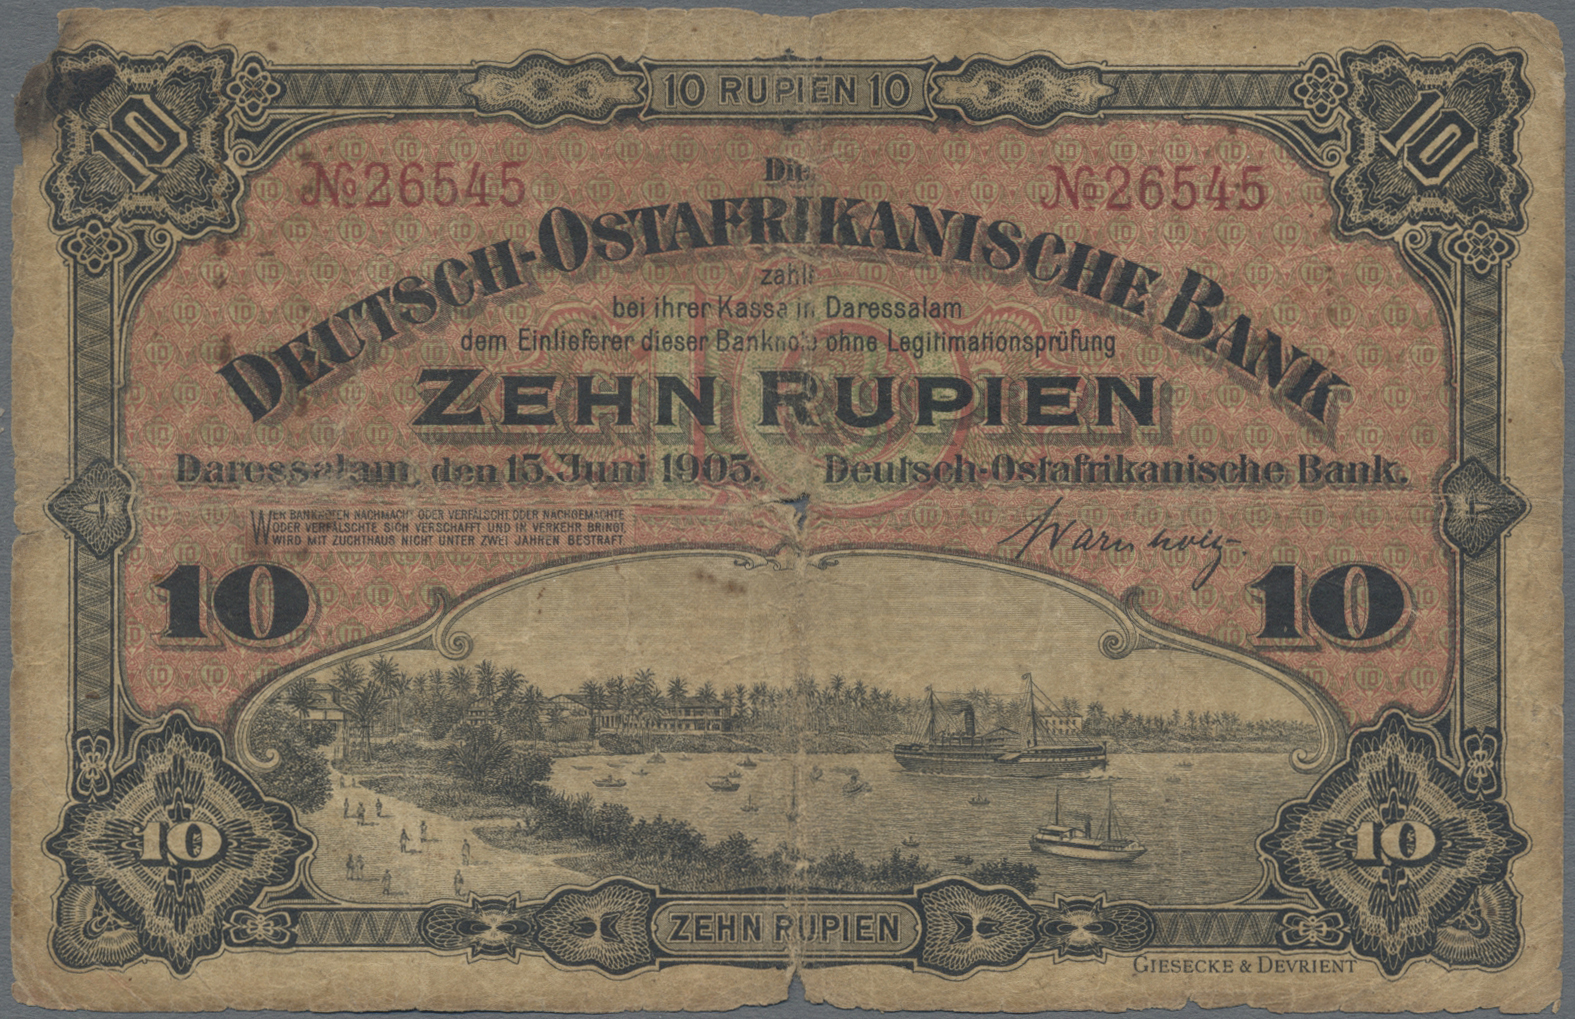 10 RUPIEN 10
10
10
№26545
№26545
Die
DEUTSCH-OSTAFRIKANISCHE BANK
zahlt
bei ihrer Kassa in Daressalam
dem Einlieferer dieser Banknote ohne Legitimationsprüfung
ZEHN RUPIEN
Daressalam, den 15. Juni 1905. Deutsch-Ostafrikanische Bank.
WER BANKNOTEN NACHMACHT ODER VERFÄLSCHT ODER NACHGEMACHTE
ODER VERFÄLSCHTE SICH VERSCHAFFT UND IN VERKEHR BRINGT,
WIRD MIT ZUCHTHAUS NICHT UNTER ZWEI JAHREN BESTRAFT
Warnholtz.
10
10
10
10
ZEHN RUPIEN
GIESECKE & DEVRIENT